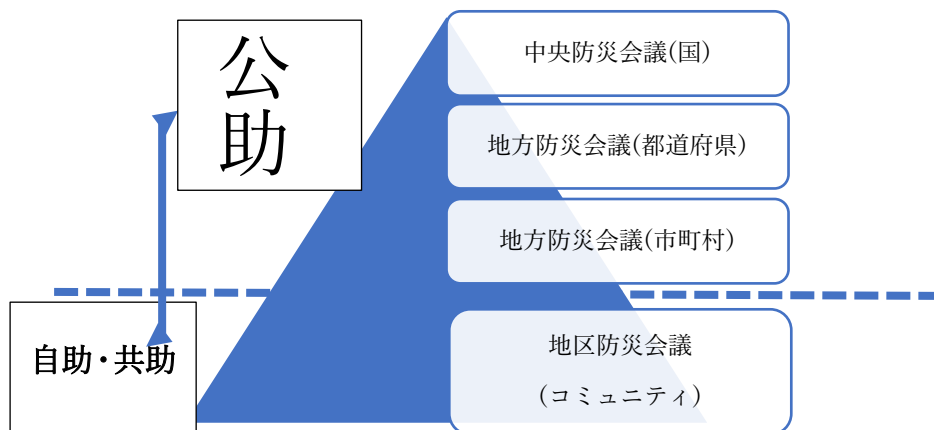 公
助
中央防災会議(国)
地方防災会議(都道府県)
地方防災会議(市町村)
自助・共助
地区防災会議
(コミュニティ)